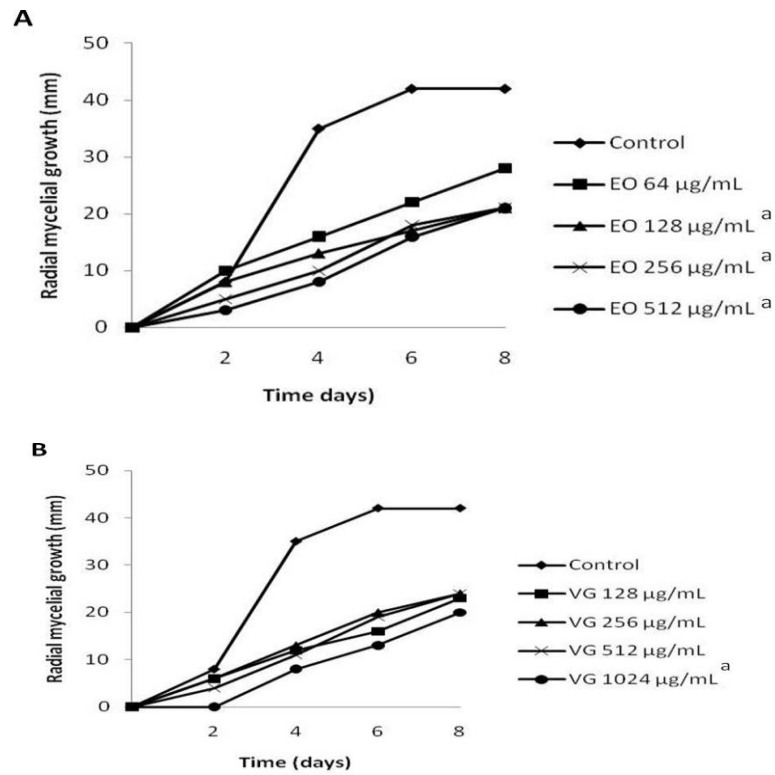 A
50
40
30
20
10
0
Radial mycelial growth (mm)
2 4 6 8
Time days)
Control
EO 64 µg/mL
EO 128 µg/mL a
EO 256 µg/mL a
EO 512 µg/mL a
B
50
40
30
20
10
0
Radial mycelial growth (mm)
2 4 6 8
Time (days)
Control
VG 128 µg/mL
VG 256 µg/mL
VG 512 µg/mL
VG 1024 µg/mL a